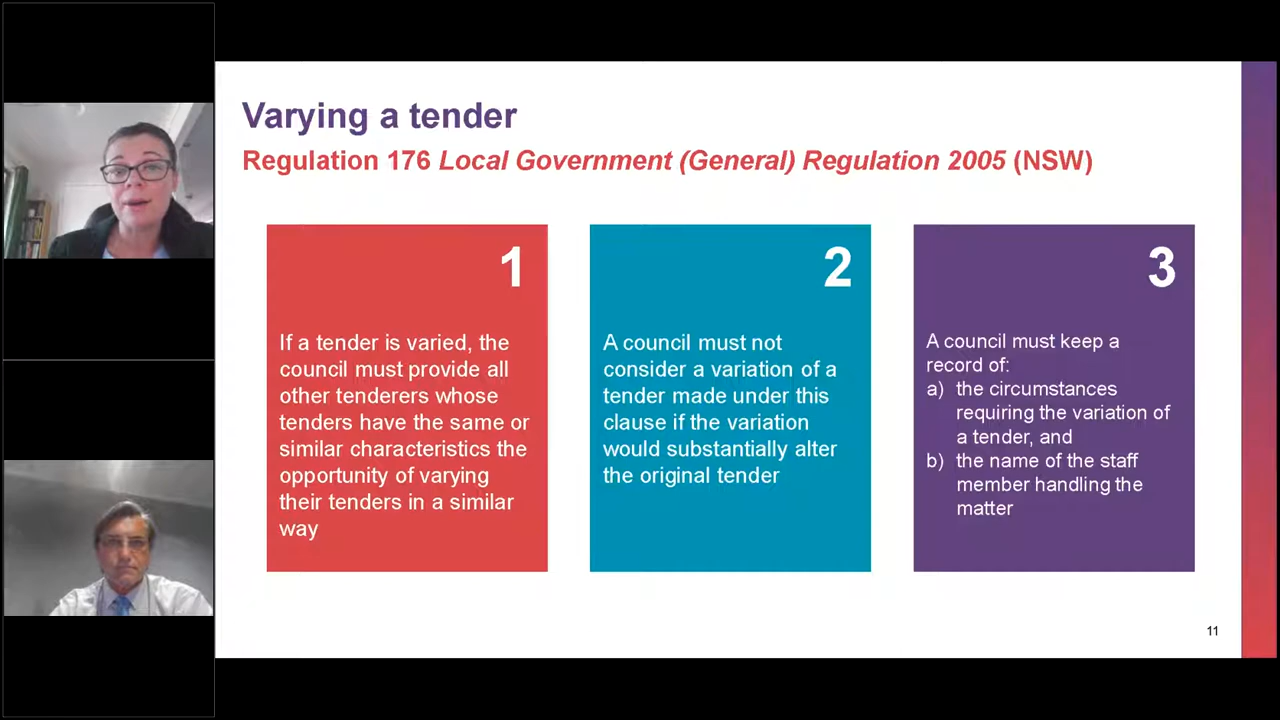 Varying a tender
Regulation 176 Local Government (General) Regulation 2005 (NSW)
1
If a tender is varied, the
council must provide all
other tenderers whose
tenders have the same or
similar characteristics the
opportunity of varying
their tenders in a similar
way
2
A council must not
consider a variation of a
tender made under this
clause if the variation
would substantially alter
the original tender
3
A council must keep a
record of:
a) the circumstances
requiring the variation of
a tender, and
b) the name of the staff
member handling the
matter
11